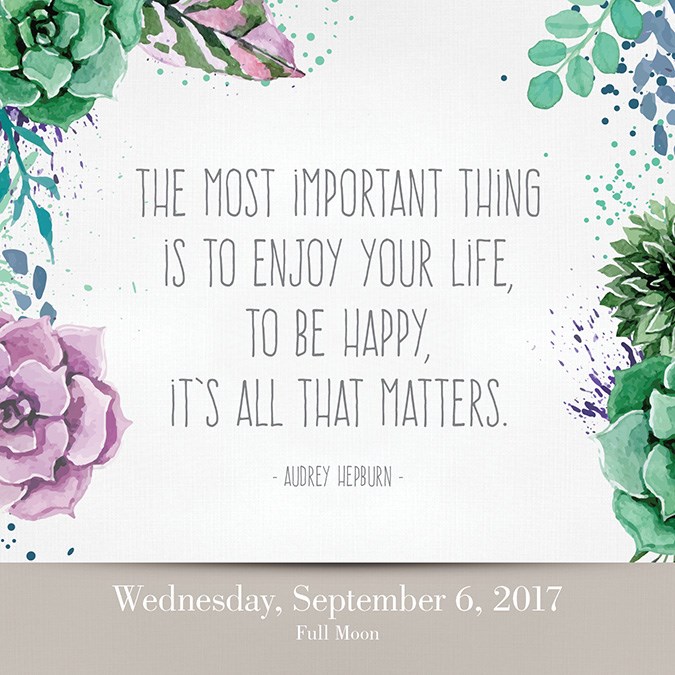 THE MOST iMPORTANT THiNG
iS TO ENJOY YOUR LiFE,
TO BE HAPPY,
iT`S ALL THAT MATTERS.
- AUDREY HEPBURN -
Wednesday, September 6, 2017
Full Moon